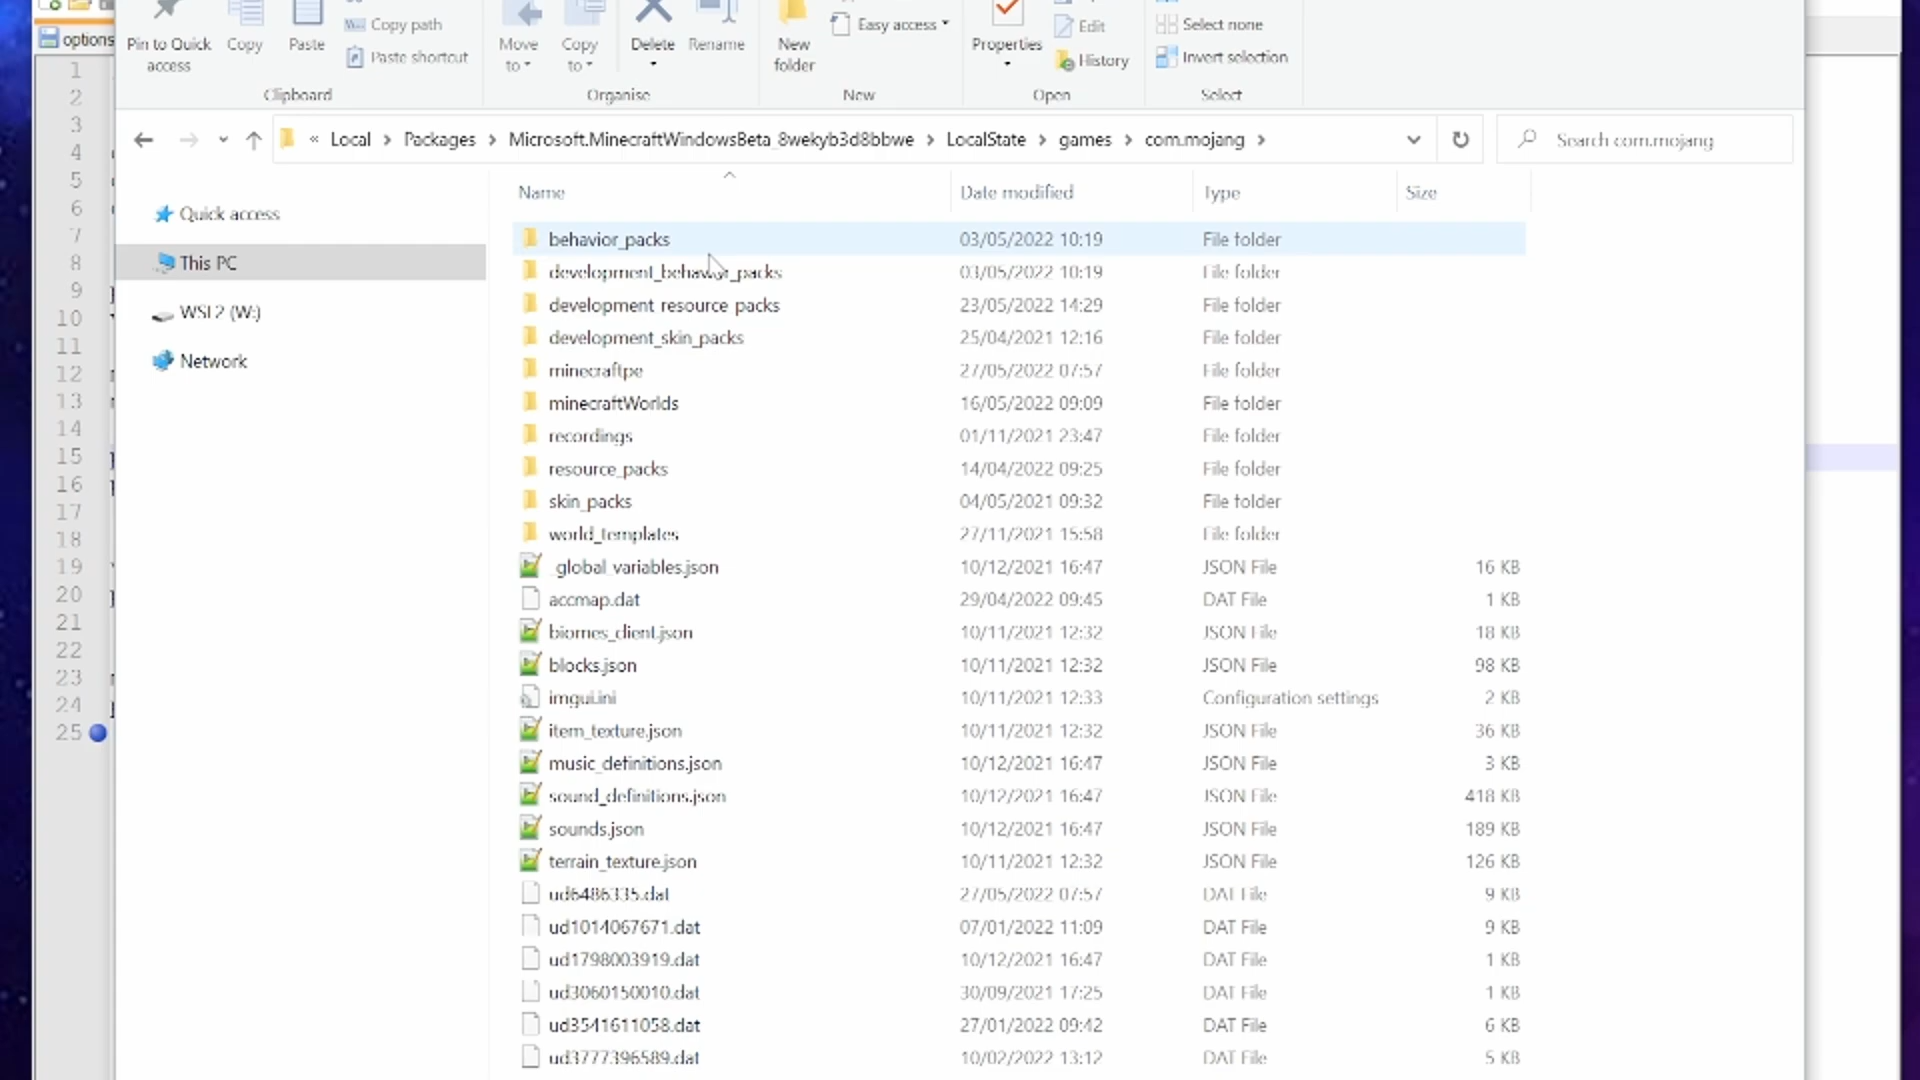 options
Pin to Quick access
Copy
Paste
Copy path
Paste shortcut
Clipboard
Move to
Copy to
Delete
Rename
Organise
New folder
Easy access
New
Properties
Edit
History
Open
Select none
Invert selection
Select
« Local > Packages > Microsoft.MinecraftWindowsBeta_8wekyb3d8bbwe > LocalState > games > com.mojang >
Search com.mojang
Quick access
This PC
WSL2 (W:)
Network
Name Date modified Type Size
behavior_packs 03/05/2022 10:19 File folder
development_behavior_packs 03/05/2022 10:19 File folder
development_resource_packs 23/05/2022 14:29 File folder
development_skin_packs 25/04/2021 12:16 File folder
minecraftpe 27/05/2022 07:57 File folder
minecraftWorlds 16/05/2022 09:09 File folder
recordings 01/11/2021 23:47 File folder
resource_packs 14/04/2022 09:25 File folder
skin_packs 04/05/2021 09:32 File folder
world_templates 27/11/2021 15:58 File folder
_global_variables.json 10/12/2021 16:47 JSON File 16 KB
accmap.dat 29/04/2022 09:45 DAT File 1 KB
biomes_client.json 10/11/2021 12:32 JSON File 18 KB
blocks.json 10/11/2021 12:32 JSON File 98 KB
imgui.ini 10/11/2021 12:33 Configuration settings 2 KB
item_texture.json 10/11/2021 12:32 JSON File 36 KB
music_definitions.json 10/12/2021 16:47 JSON File 3 KB
sound_definitions.json 10/12/2021 16:47 JSON File 418 KB
sounds.json 10/12/2021 16:47 JSON File 189 KB
terrain_texture.json 10/11/2021 12:32 JSON File 126 KB
ud6486335.dat 27/05/2022 07:57 DAT File 9 KB
ud1014067671.dat 07/01/2022 11:09 DAT File 9 KB
ud1798003919.dat 10/12/2021 16:47 DAT File 1 KB
ud3060150010.dat 30/09/2021 17:25 DAT File 1 KB
ud3541611058.dat 27/01/2022 09:42 DAT File 6 KB
ud3777396589.dat 10/02/2022 13:12 DAT File 5 KB
1
2
3
4
5
6
7
8
9
10
11
12
13
14
15
16
17
18
19
20
21
22
23
24
25